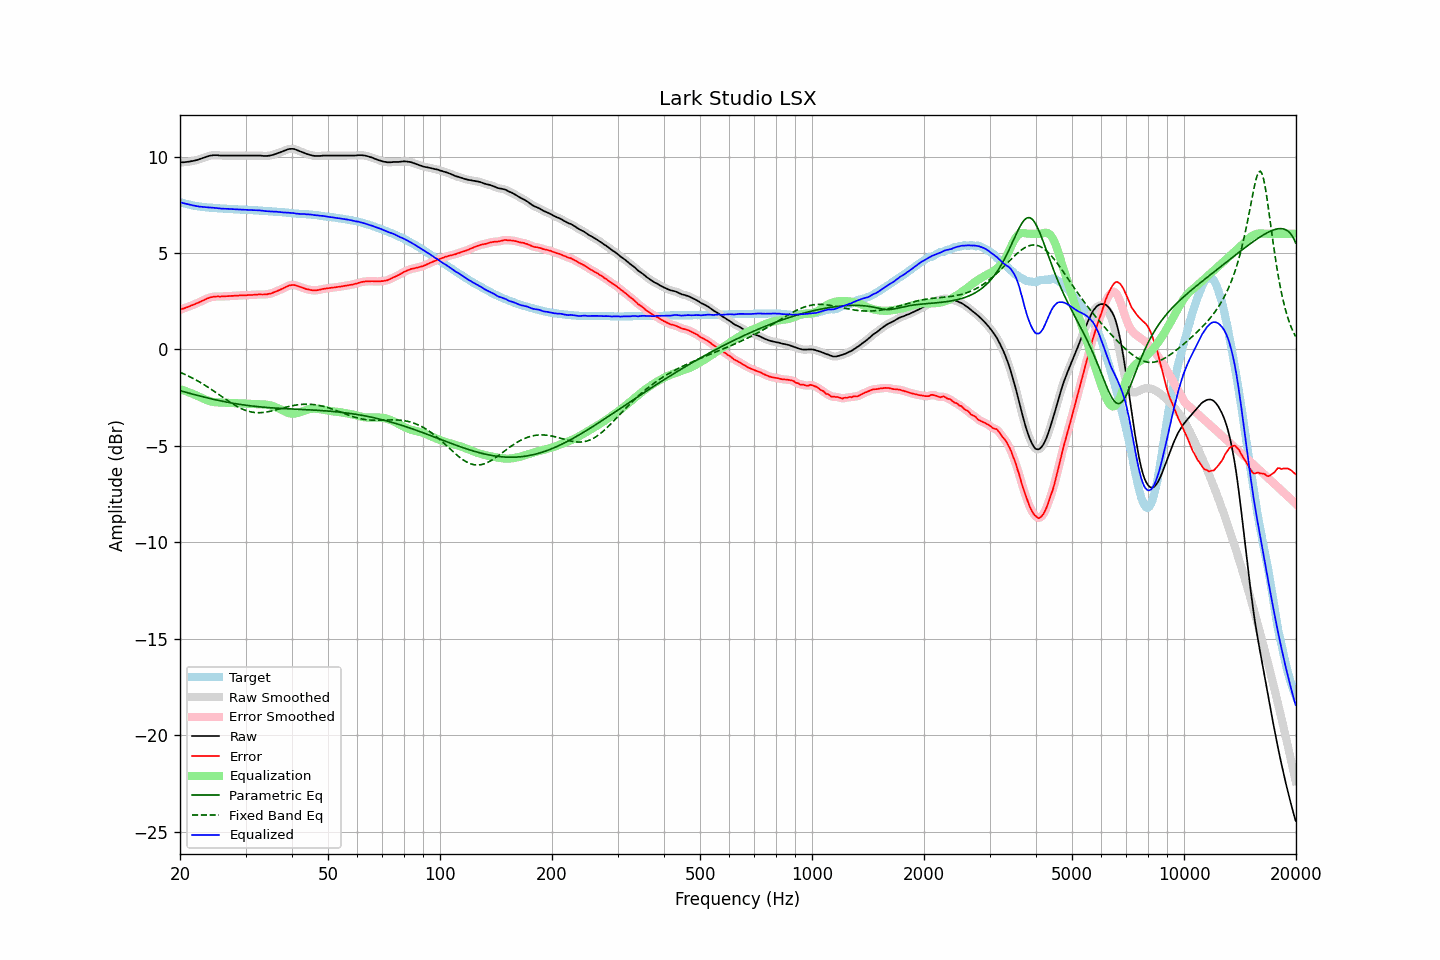 Lark Studio LSX
Amplitude (dBr)
10
5
0
−5
−10
−15
−20
−25
Target
Raw Smoothed
Error Smoothed
Raw
Error
Equalization
Parametric Eq
Fixed Band Eq
Equalized
20 50 100 200 500 1000 2000 5000 10000 20000
Frequency (Hz)